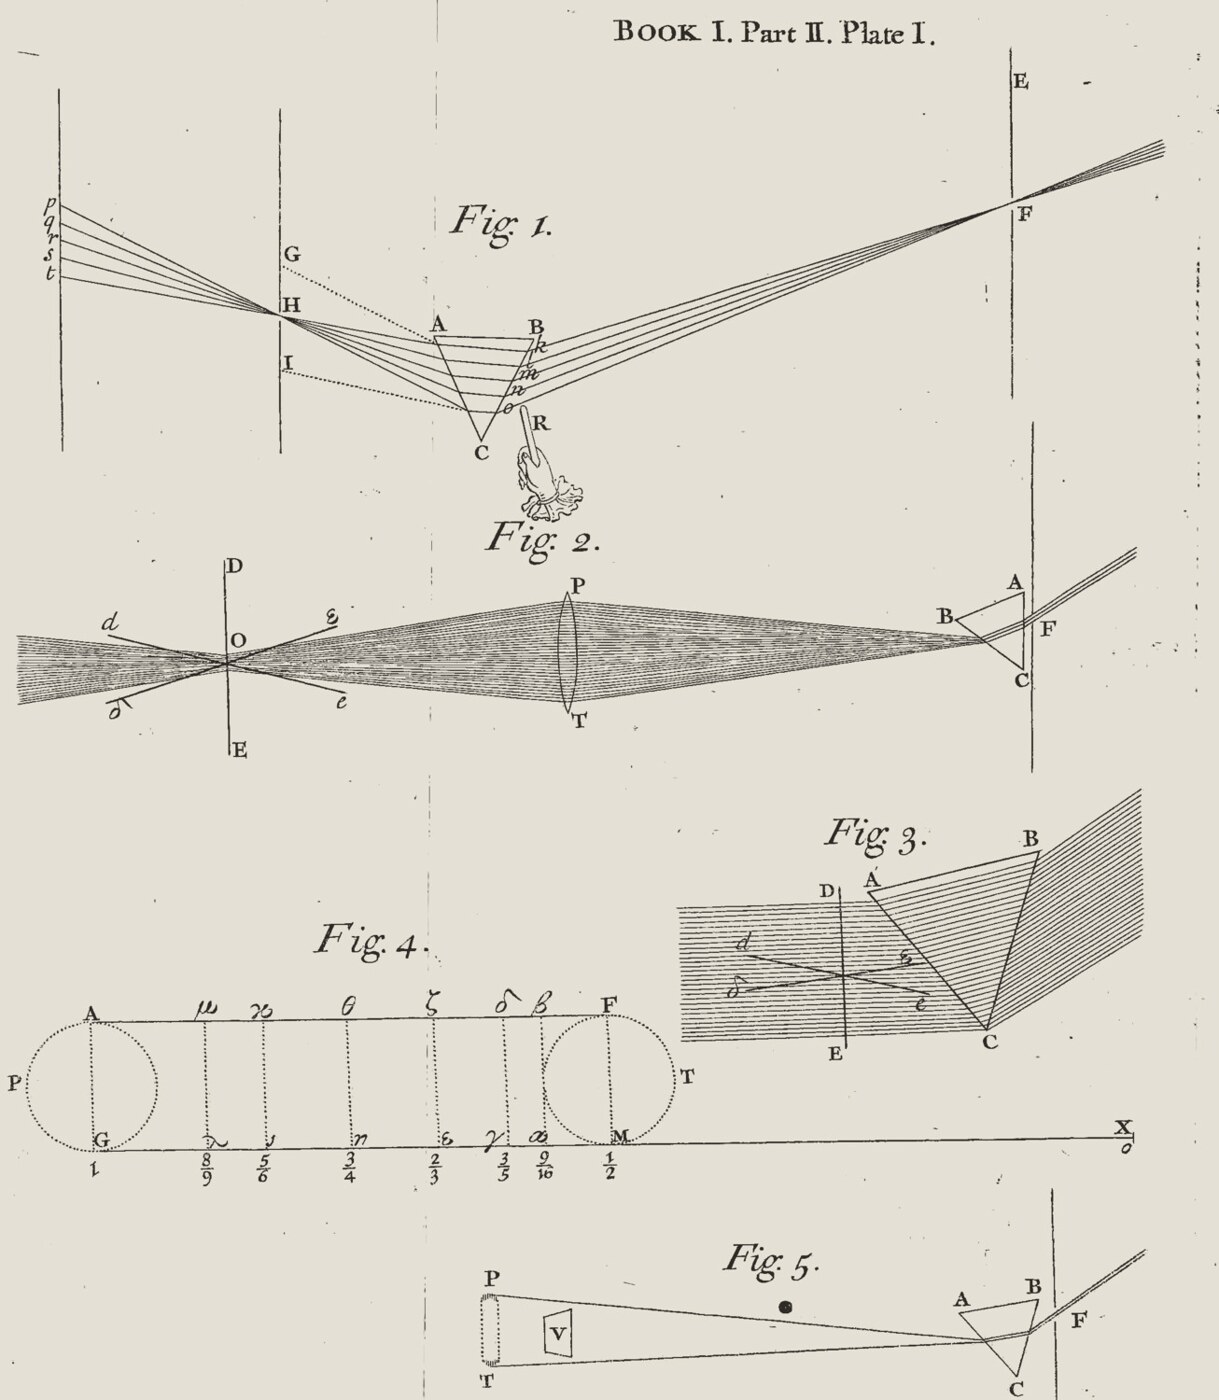 BOOK I. Part II. Plate I.
E
F
p
q
r
s
t
G
H
I
Fig. 1.
A
B
k
l
m
n
o
R
C
Fig. 2.
D
d
ε
O
δ
e
E
P
T
A
B
F
C
Fig. 3.
B
A
D
d
ε
δ
e
E
C
Fig. 4.
A μ ϰ θ ζ δ β F
P T
G λ ι η ε γ α M X
1 8/9 5/6 3/4 2/3 3/5 9/16 1/2 0
Fig. 5.
P
V
T
A
B
F
C